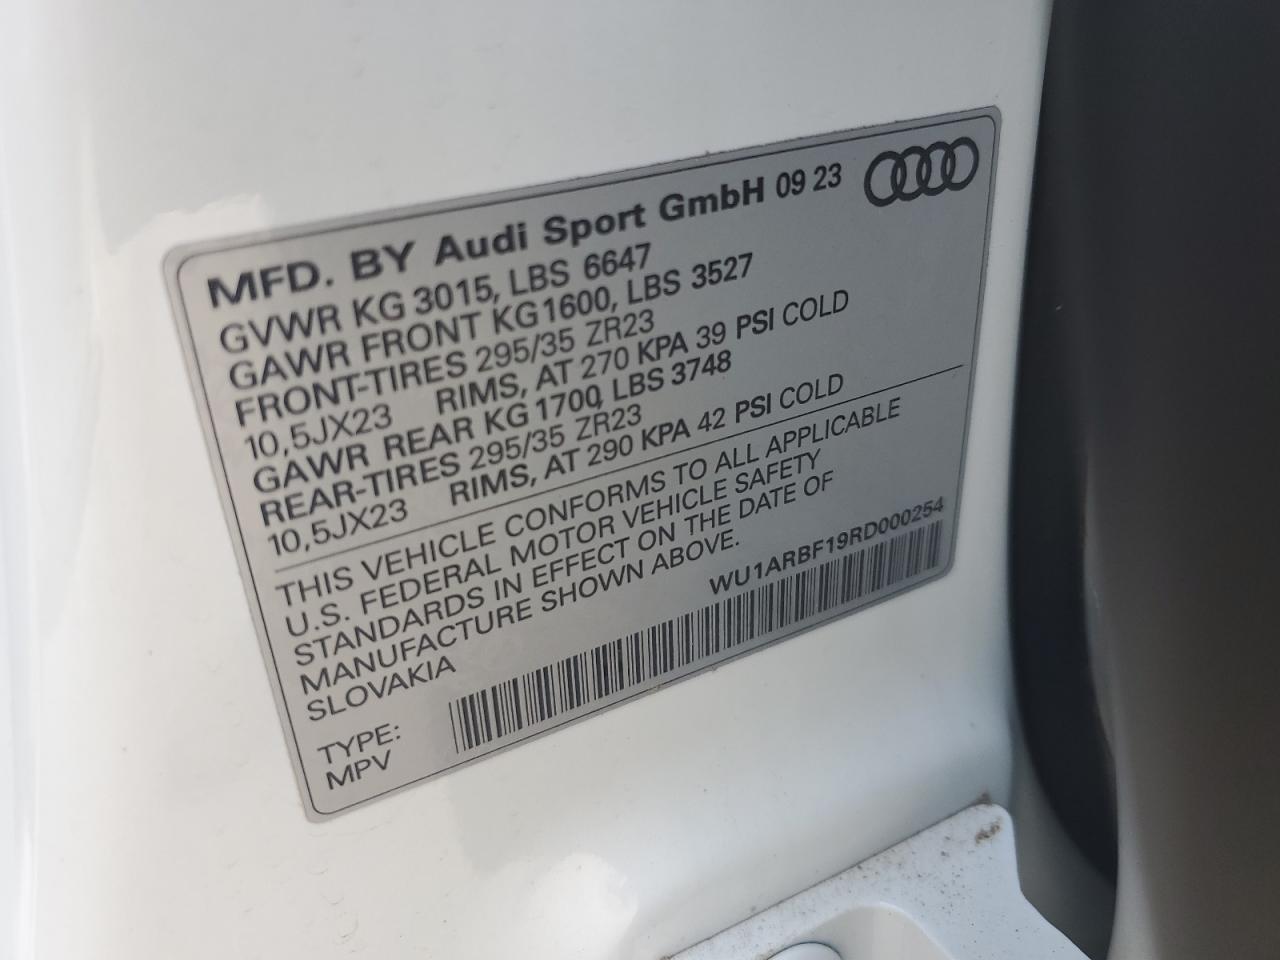 MFD. BY Audi Sport GmbH 09 23
GVWR KG 3015, LBS 6647
GAWR FRONT KG1600, LBS 3527
FRONT-TIRES 295/35 ZR23
10,5JX23 RIMS, AT 270 KPA 39 PSI COLD
GAWR REAR KG 1700, LBS 3748
REAR-TIRES 295/35 ZR23
10,5JX23 RIMS, AT 290 KPA 42 PSI COLD
THIS VEHICLE CONFORMS TO ALL APPLICABLE
U.S. FEDERAL MOTOR VEHICLE SAFETY
STANDARDS IN EFFECT ON THE DATE OF
MANUFACTURE SHOWN ABOVE.
SLOVAKIA
WU1ARBF19RD000254
TYPE:
MPV